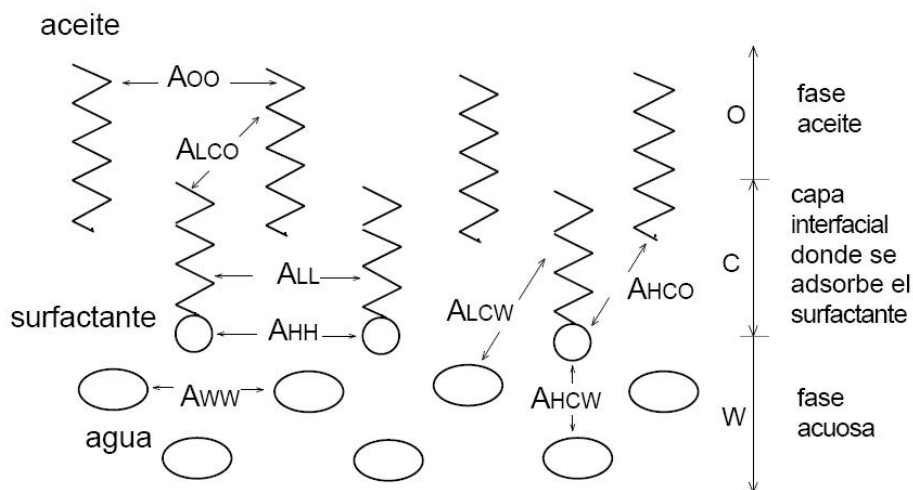 aceite
AOO
O
fase
aceite
ALCO
capa
interfacial
donde se
adsorbe el
surfactante
C
ALL
ALCW
AHCO
surfactante
AHH
AWW
AHCW
W
fase
acuosa
agua